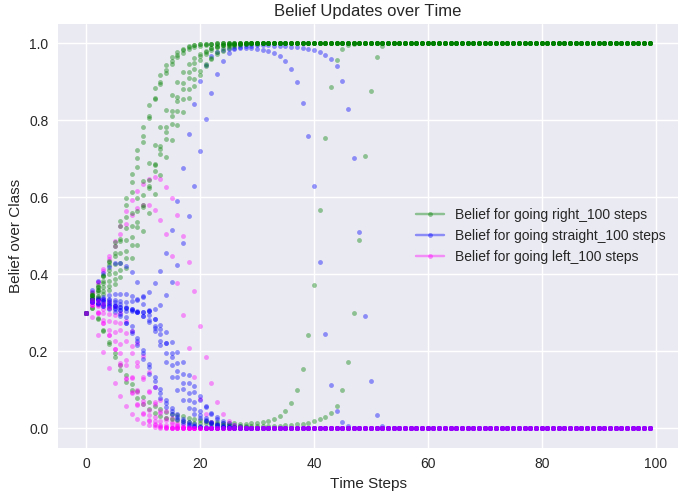 Belief Updates over Time
1.0
0.8
0.6
0.4
0.2
0.0
Belief over Class
Belief for going right_100 steps
Belief for going straight_100 steps
Belief for going left_100 steps
0 20 40 60 80 100
Time Steps